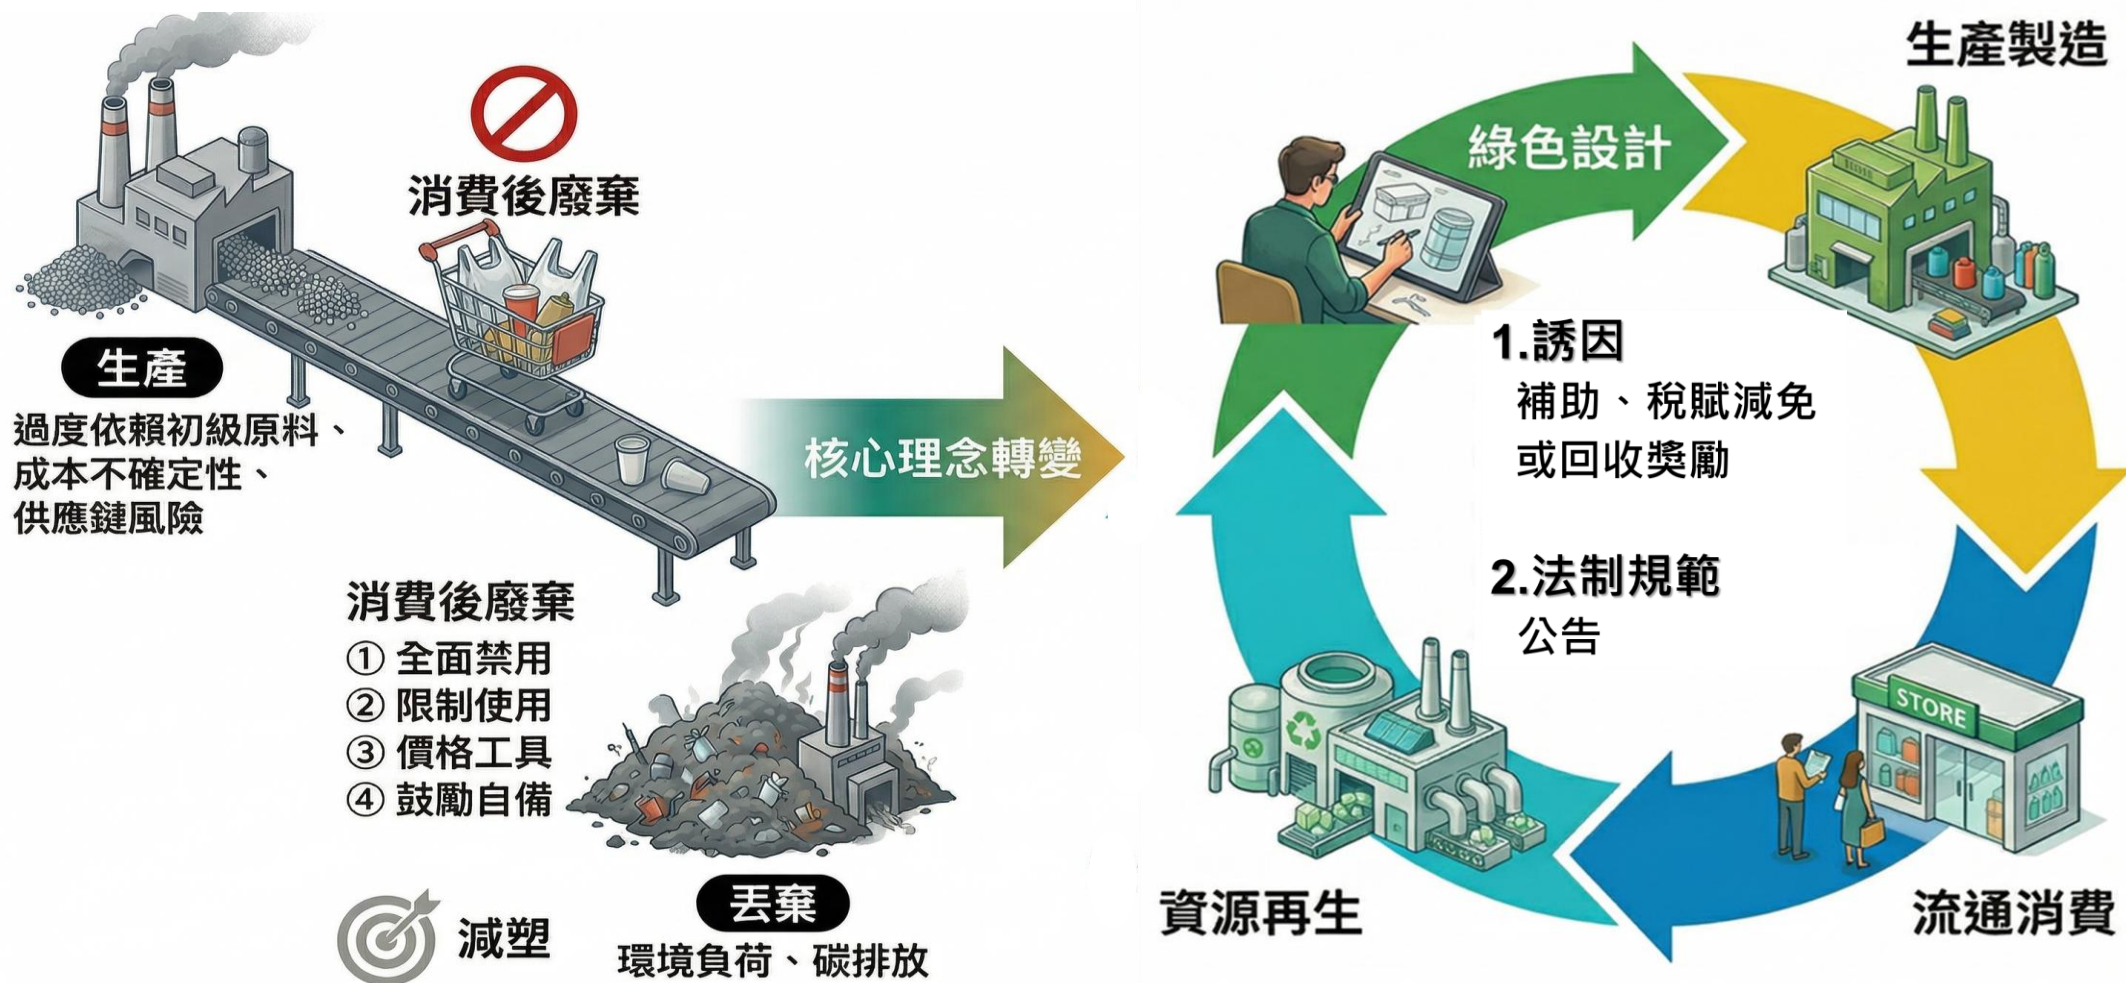 消費後廢棄
生產
過度依賴初級原料、
成本不確定性、
供應鏈風險
消費後廢棄
① 全面禁用
② 限制使用
③ 價格工具
④ 鼓勵自備
減塑
丟棄
環境負荷、碳排放
核心理念轉變
綠色設計
生產製造
1.誘因
補助、稅賦減免
或回收獎勵
2.法制規範
公告
STORE
資源再生
流通消費